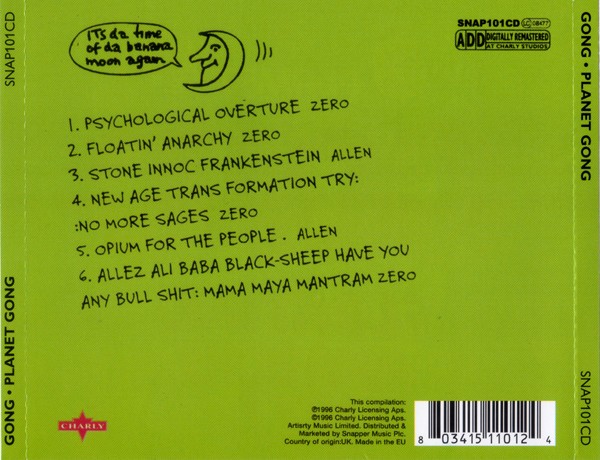 SNAP101CD
GONG • PLANET GONG
ITS da time
of da banana
moon again
SNAP101CD LC 08477
ADD DIGITALLY REMASTERED
AT CHARLY STUDIOS
1. PSYCHOLOGICAL OVERTURE ZERO
2. FLOATIN' ANARCHY ZERO
3. STONE INNOC FRANKENSTEIN ALLEN
4. NEW AGE TRANS FORMATION TRY:
:NO MORE SAGES ZERO
5. OPIUM FOR THE PEOPLE . ALLEN
6. ALLEZ ALI BABA BLACK-SHEEP HAVE YOU
ANY BULL SHIT: MAMA MAYA MANTRAM ZERO
CHARLY
This compilation:
℗1996 Charly Licensing Aps.
©1996 Charly Licensing Aps.
Artisrty Music Limited. Distributed &
Marketed by Snapper Music Plc.
Country of origin:UK. Made in the EU
8 03415 11012 4
GONG • PLANET GONG
SNAP101CD